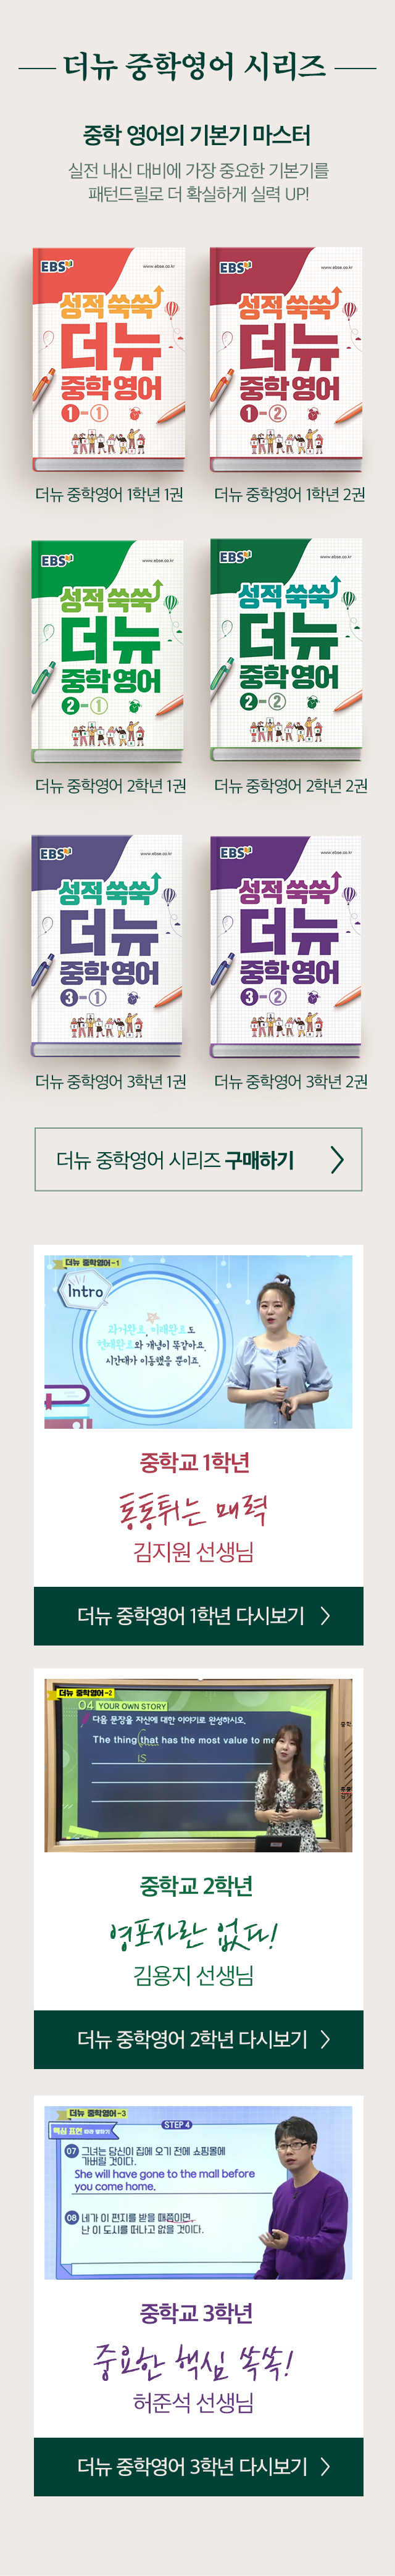 더뉴 중학영어 시리즈
중학 영어의 기본기 마스터
실전 내신 대비에 가장 중요한 기본기를
패턴드릴로 더 확실하게 실력 UP!
EBS
www.ebse.co.kr
성적 쑥쑥
더뉴
중학영어
1-1
더뉴 중학영어 1학년 1권
EBS
www.ebse.co.kr
성적 쑥쑥
더뉴
중학영어
1-2
더뉴 중학영어 1학년 2권
EBS
www.ebse.co.kr
성적 쑥쑥
더뉴
중학영어
2-1
더뉴 중학영어 2학년 1권
EBS
www.ebse.co.kr
성적 쑥쑥
더뉴
중학영어
2-2
더뉴 중학영어 2학년 2권
EBS
www.ebse.co.kr
성적 쑥쑥
더뉴
중학영어
3-1
더뉴 중학영어 3학년 1권
EBS
www.ebse.co.kr
성적 쑥쑥
더뉴
중학영어
3-2
더뉴 중학영어 3학년 2권
더뉴 중학영어 시리즈 구매하기
더뉴 중학영어-1
Intro
과거완료, 미래완료도
현재완료와 개념이 똑같아요.
시간대가 이동했을 뿐이죠.
중학교 1학년
통통튀는 매력
김지원 선생님
더뉴 중학영어 1학년 다시보기
더뉴 중학영어-2
04 YOUR OWN STORY
다음 문장을 자신에 대한 이야기로 완성하시오.
The thing that has the most value to me
is
중학교 2학년
영포자란 없다!
김용지 선생님
더뉴 중학영어 2학년 다시보기
더뉴 중학영어-3
핵심 표현
STEP 4
07 그녀는 당신이 집에 오기 전에 쇼핑몰에
가버릴 것이다.
She will have gone to the mall before
you come home.
08 네가 이 편지를 받을 때쯤이면,
난 이 도시를 떠나고 없을 것이다.
중학교 3학년
중요한 핵심 쏙쏙!
허준석 선생님
더뉴 중학영어 3학년 다시보기